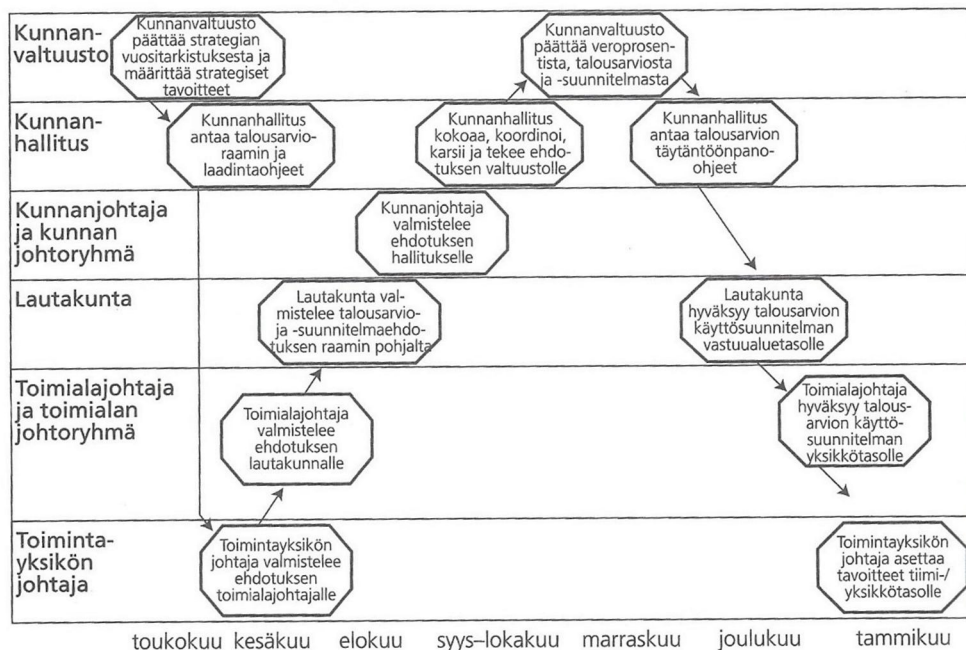 Kunnan-
valtuusto
Kunnanvaltuusto
päättää strategian
vuositarkistuksesta ja
määrittää strategiset
tavoitteet
Kunnanvaltuusto
päättää veroprosen-
tista, talousarviosta
ja -suunnitelmasta
Kunnan-
hallitus
Kunnanhallitus
antaa talousarvio-
raamin ja
laadintaohjeet
Kunnanhallitus
kokoaa, koordinoi,
karsii ja tekee ehdo-
tuksen valtuustolle
Kunnanhallitus
antaa talousarvion
täytäntöönpano-
ohjeet
Kunnanjohtaja
ja kunnan
johtoryhmä
Kunnanjohtaja
valmistelee
ehdotuksen
hallitukselle
Lautakunta
Lautakunta val-
mistelee talousarvio-
ja -suunnitelmaehdo-
tuksen raamin pohjalta
Lautakunta
hyväksyy talousarvion
käyttösuunnitelman
vastuualuetasolle
Toimialajohtaja
ja toimialan
johtoryhmä
Toimialajohtaja
valmistelee
ehdotuksen
lautakunnalle
Toimialajohtaja
hyväksyy talous-
arvion käyttö-
suunnitelman
yksikkötasolle
Toiminta-
yksikön
johtaja
Toimintayksikön
johtaja valmistelee
ehdotuksen
toimialajohtajalle
Toimintayksikön
johtaja asettaa
tavoitteet tiimi-/
yksikkötasolle
toukokuu kesäkuu elokuu syys–lokakuu marraskuu joulukuu tammikuu